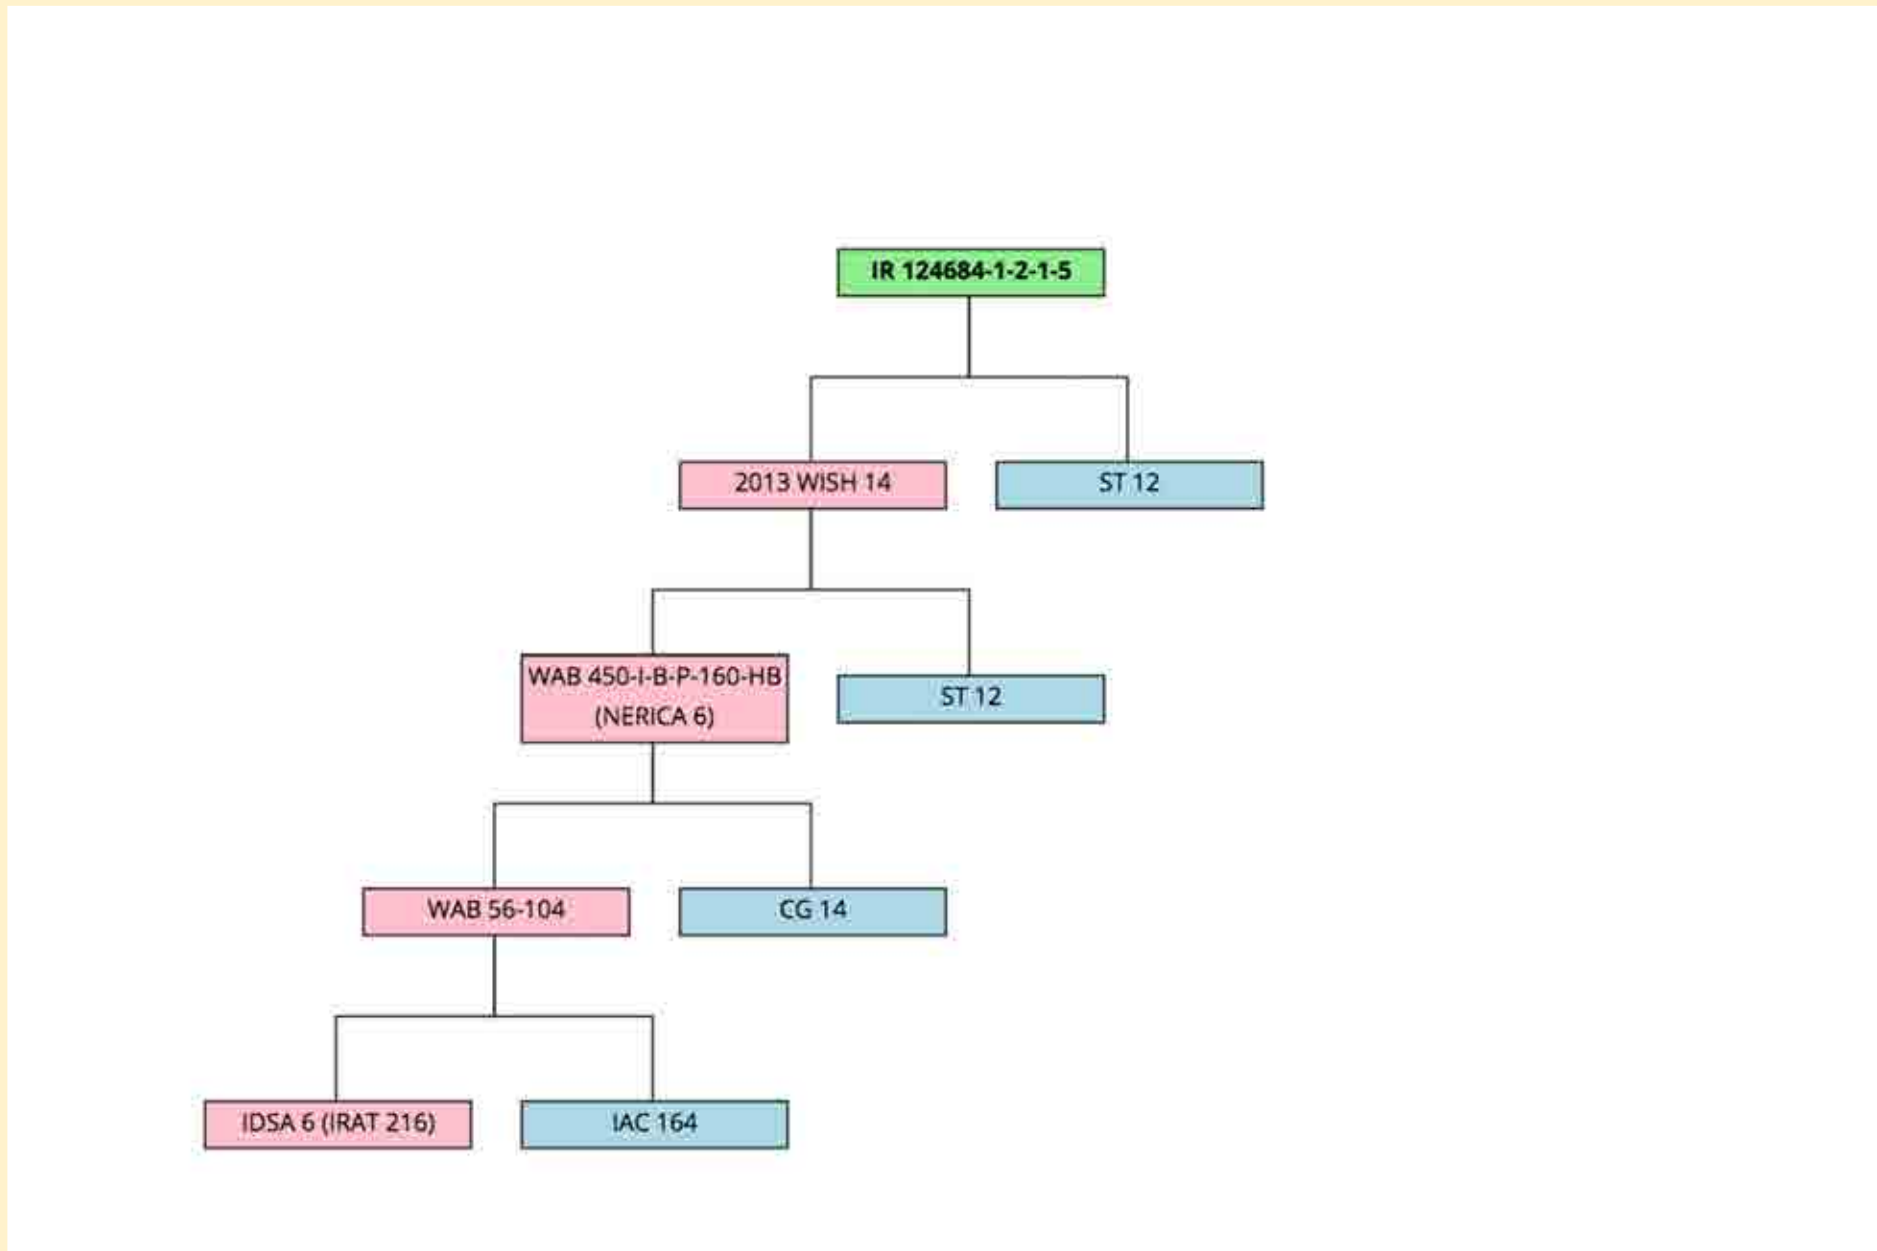 IR 124684-1-2-1-5
2013 WISH 14
ST 12
WAB 450-I-B-P-160-HB
(NERICA 6)
ST 12
WAB 56-104
CG 14
IDSA 6 (IRAT 216)
IAC 164